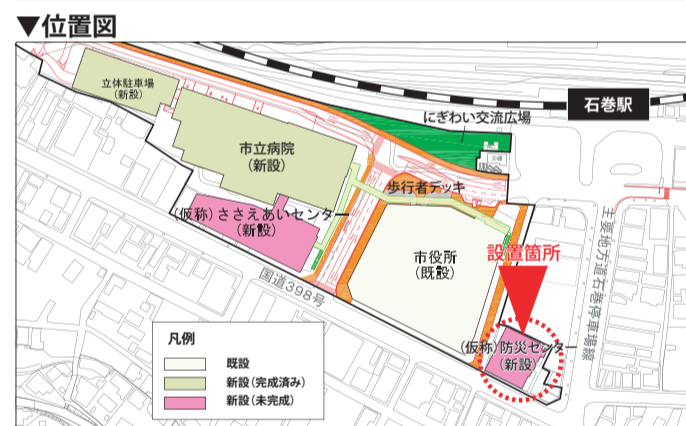 ▼位置図
立体駐車場
(新設)
石巻駅
にぎわい交流広場
市立病院
(新設)
歩行者デッキ
(仮称)ささえあいセンター
(新設)
市役所
(既設)
設置箇所
主要地方道石巻停車場線
国道398号
(仮称)防災センター
(新設)
凡例
既設
新設(完成済み)
新設(未完成)